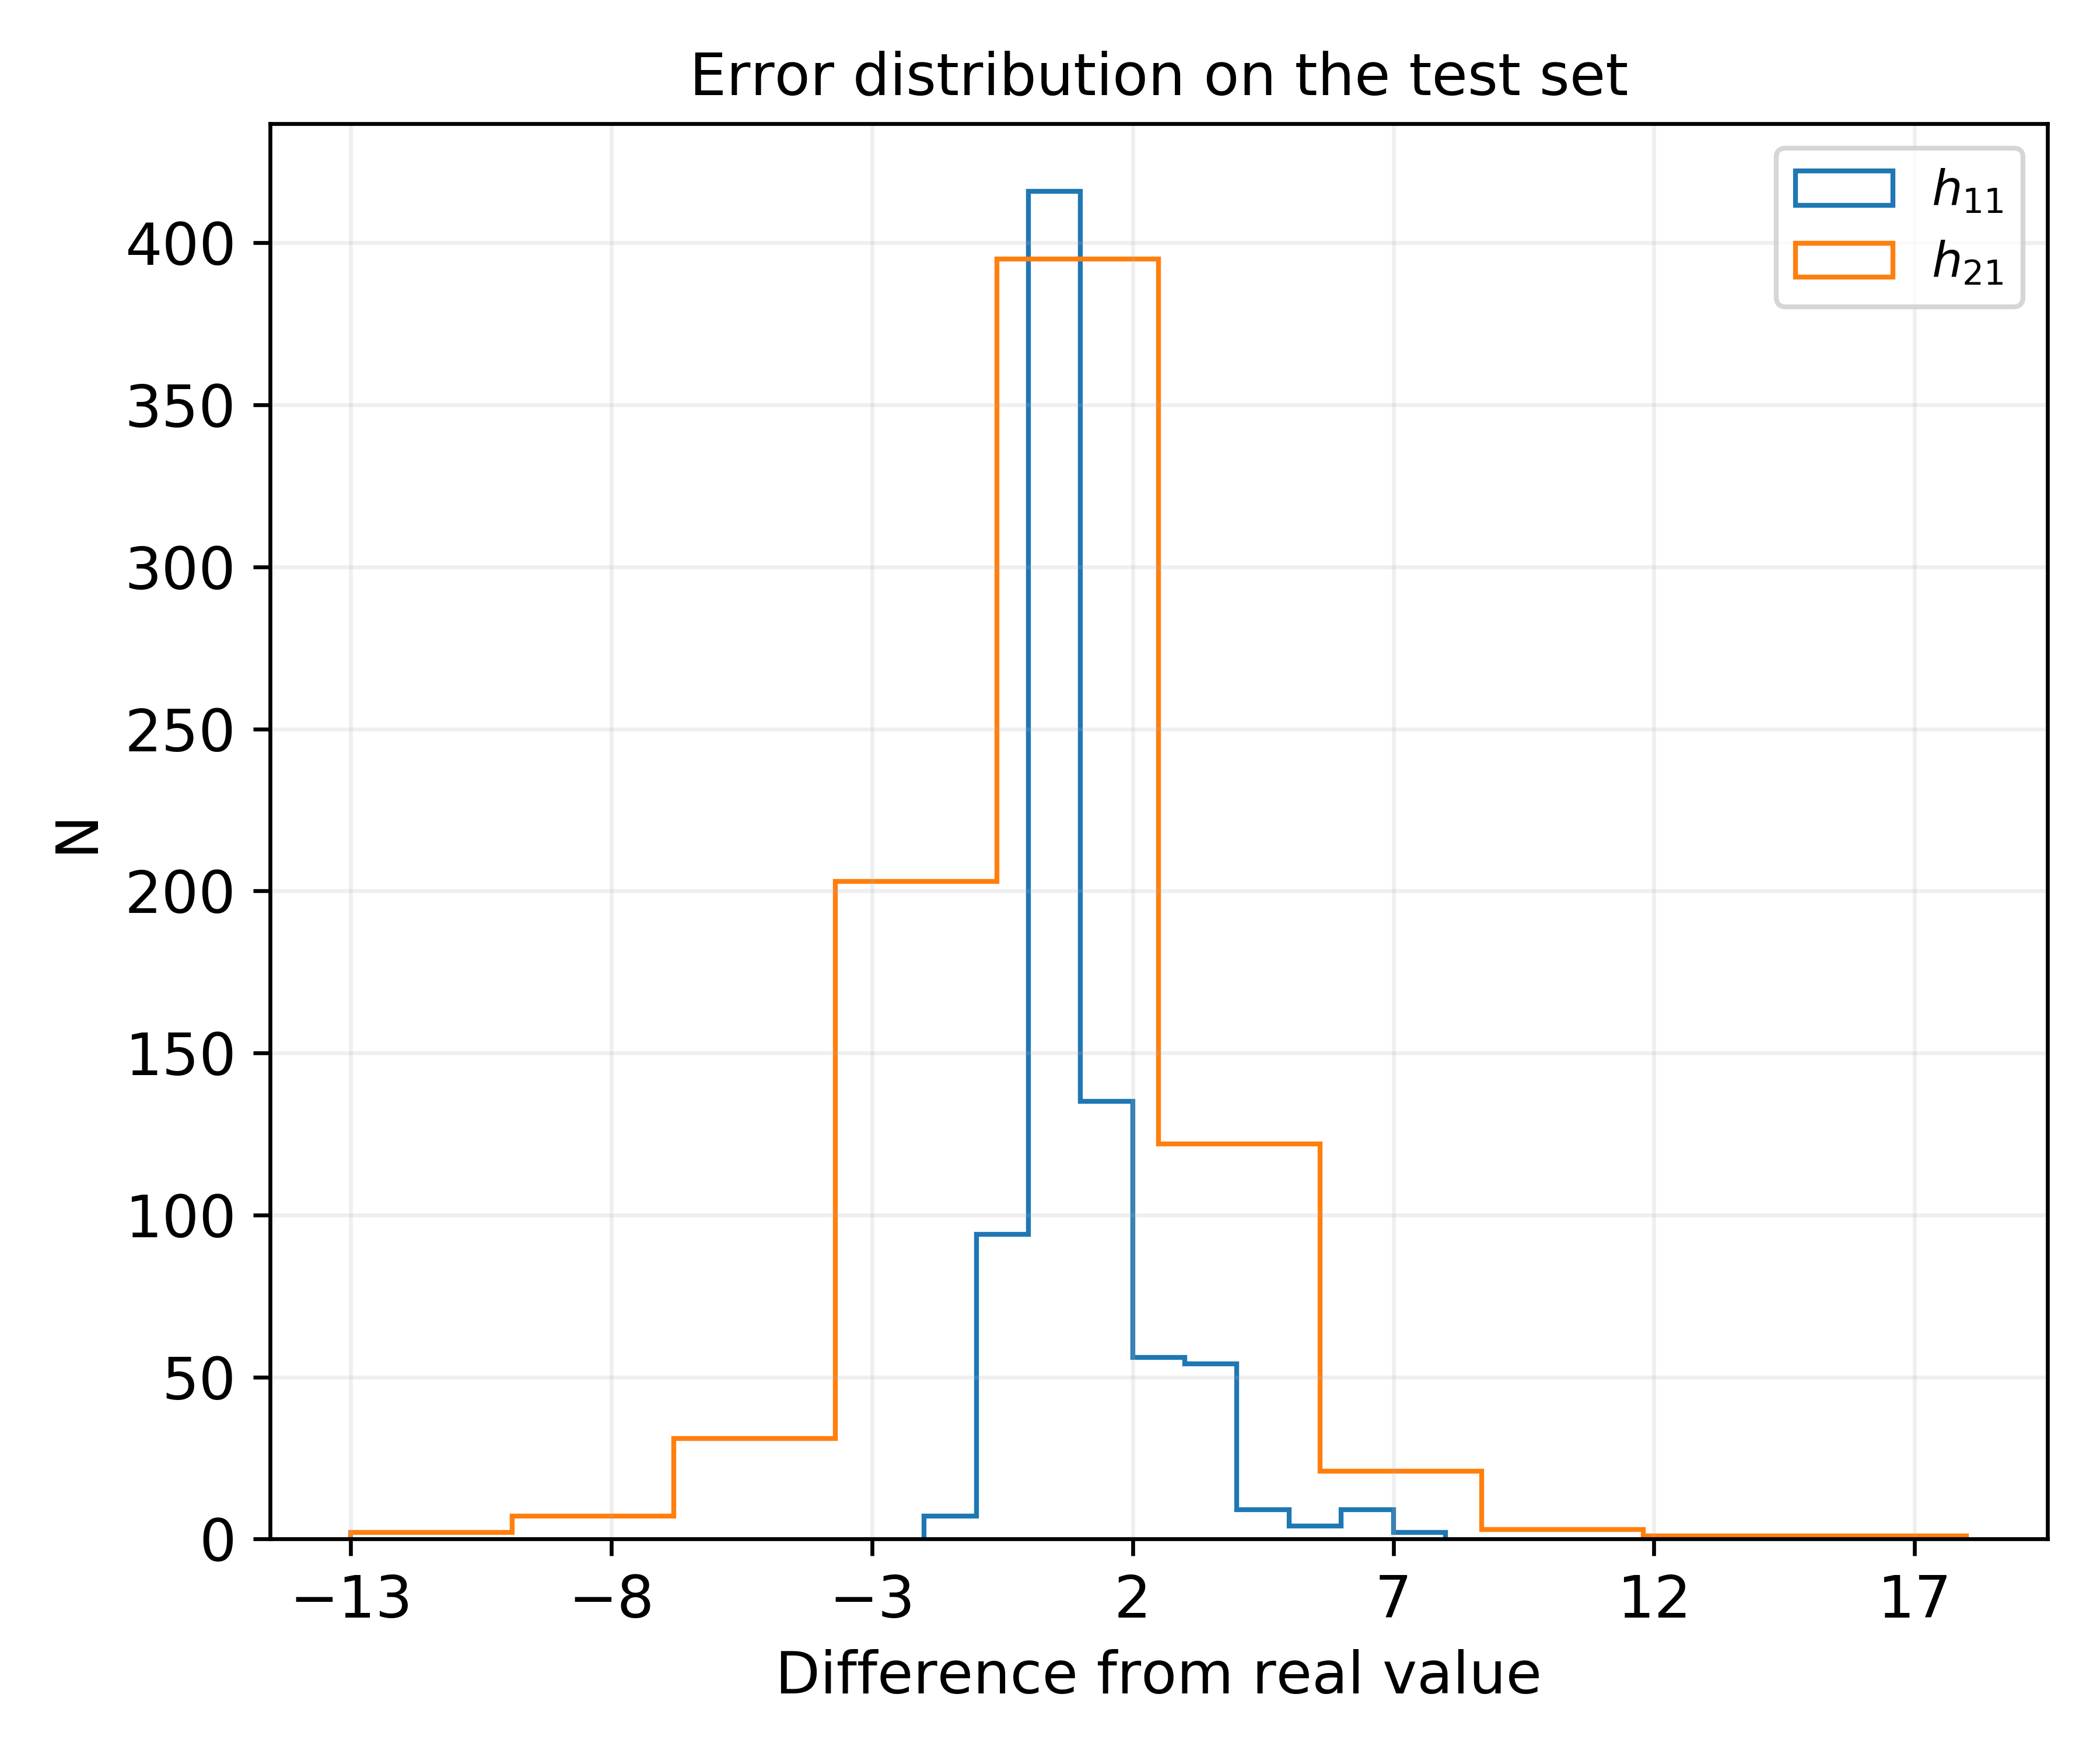 Error distribution on the test set
h₁₁
h₂₁
400
350
300
250
200
150
100
50
0
N
−13 −8 −3 2 7 12 17
Difference from real value